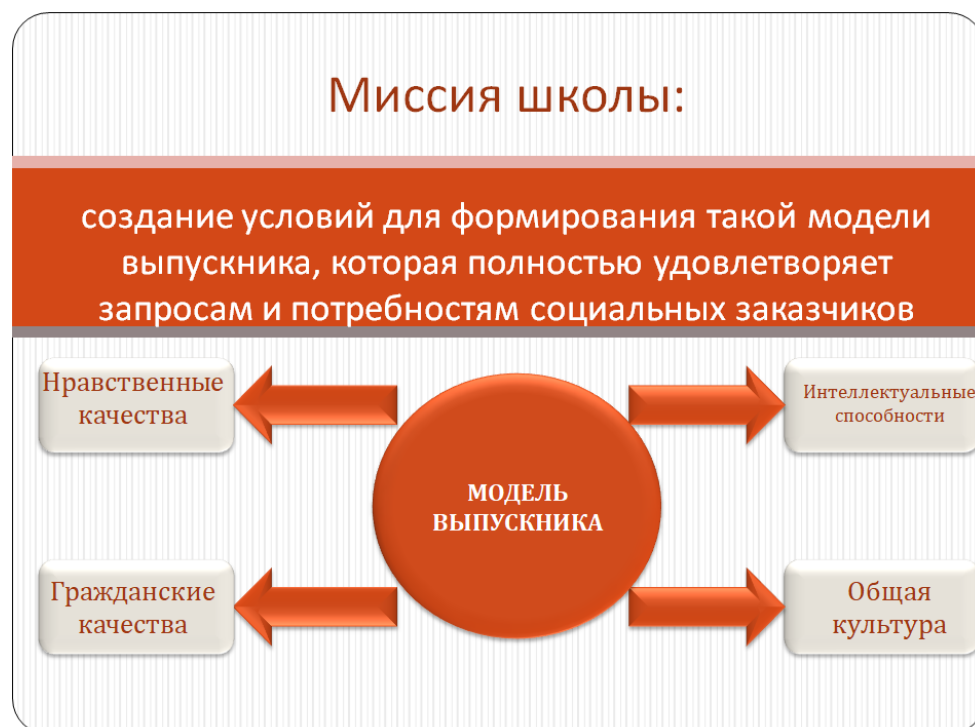 Миссия школы:
создание условий для формирования такой модели
выпускника, которая полностью удовлетворяет
запросам и потребностям социальных заказчиков
Нравственные
качества
Интеллектуальные
способности
МОДЕЛЬ
ВЫПУСКНИКА
Гражданские
качества
Общая
культура